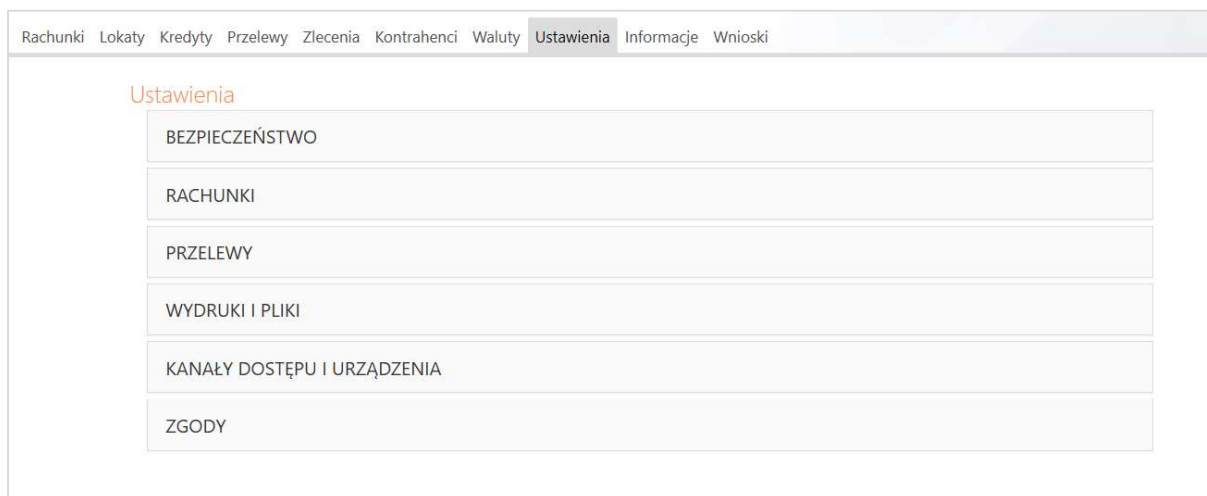 Rachunki Lokaty Kredyty Przelewy Zlecenia Kontrahenci Waluty Ustawienia Informacje Wnioski
Ustawienia
BEZPIECZEŃSTWO
RACHUNKI
PRZELEWY
WYDRUKI I PLIKI
KANAŁY DOSTĘPU I URZĄDZENIA
ZGODY